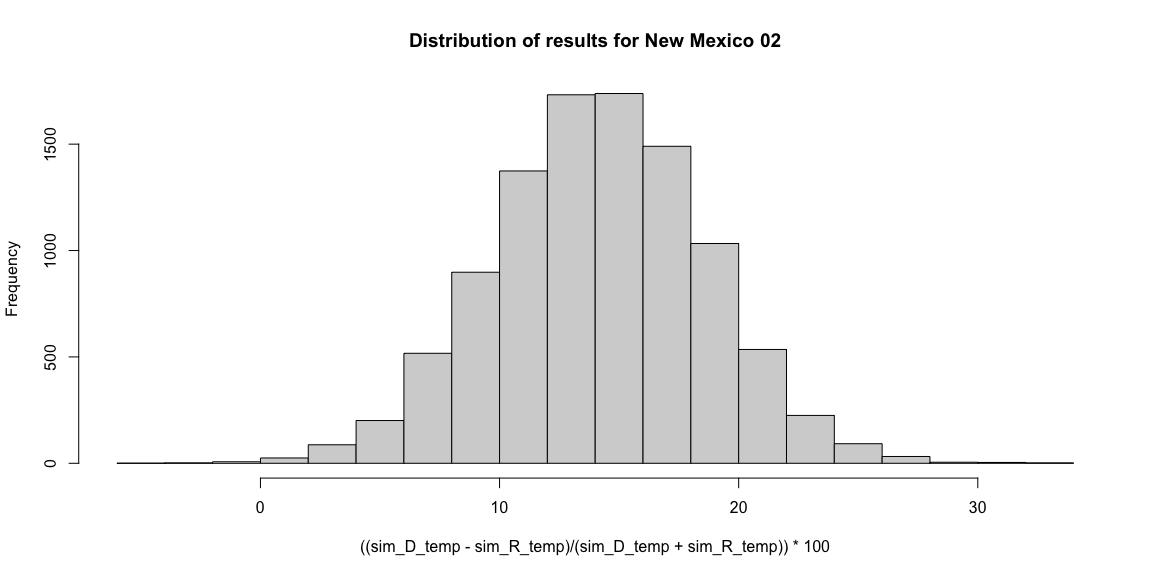 Distribution of results for New Mexico 02
Frequency
1500
1000
500
0
0 10 20 30
((sim_D_temp - sim_R_temp)/(sim_D_temp + sim_R_temp)) * 100